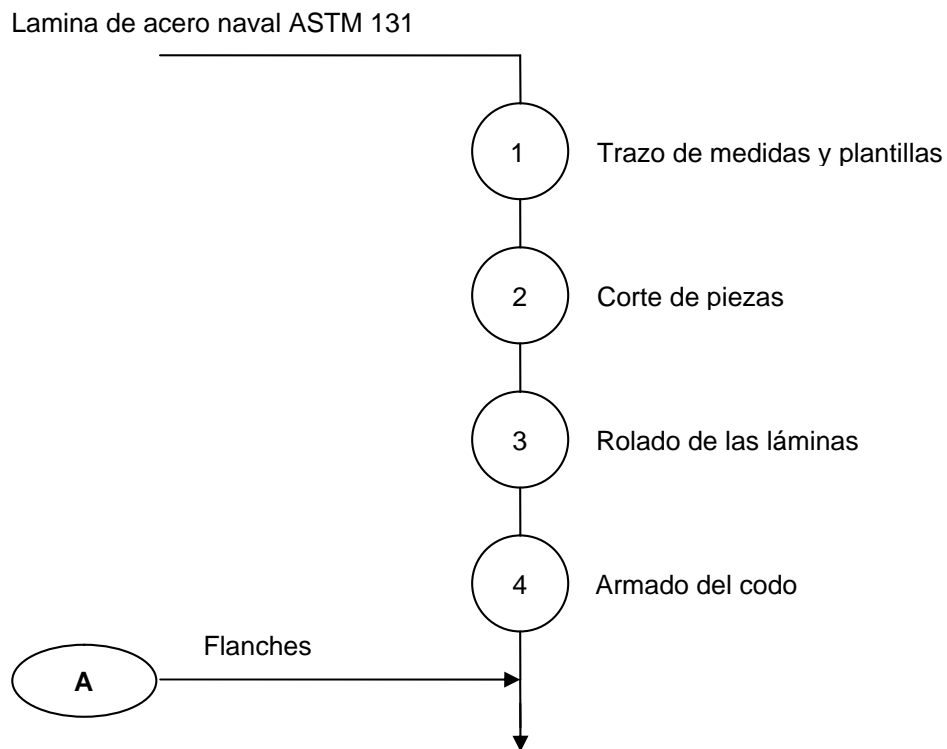 Lamina de acero naval ASTM 131
1
Trazo de medidas y plantillas
2
Corte de piezas
3
Rolado de las láminas
4
Armado del codo
Flanches
A